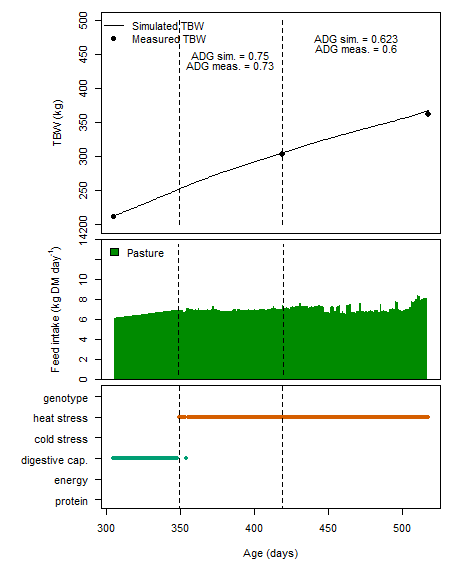 Simulated TBW
Measured TBW
ADG sim. = 0.75
ADG meas. = 0.73
ADG sim. = 0.623
ADG meas. = 0.6
TBW (kg)
500
450
400
350
300
250
200
Pasture
Feed intake (kg DM day⁻¹)
14
10
8
6
4
2
0
genotype
heat stress
cold stress
digestive cap.
energy
protein
300
350
400
450
500
Age (days)